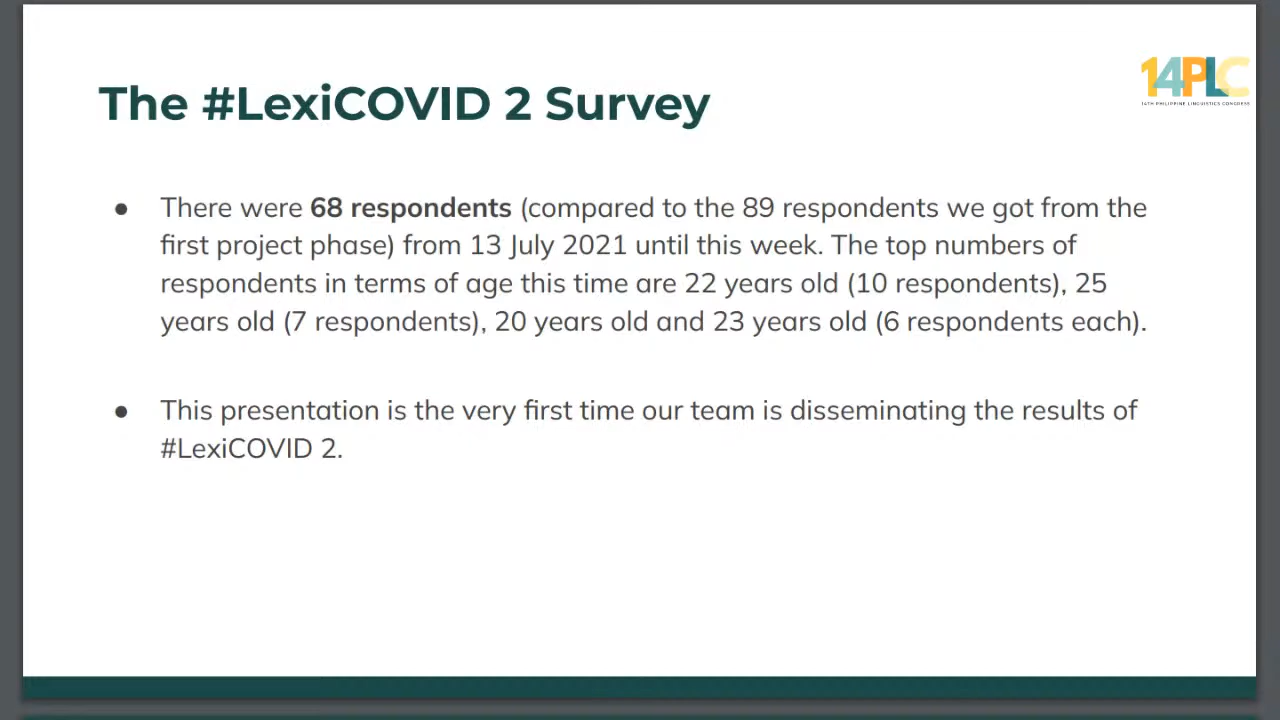 The #LexiCOVID 2 Survey
14PLC
14TH PHILIPPINE LINGUISTICS CONGRESS
● There were 68 respondents (compared to the 89 respondents we got from the
first project phase) from 13 July 2021 until this week. The top numbers of
respondents in terms of age this time are 22 years old (10 respondents), 25
years old (7 respondents), 20 years old and 23 years old (6 respondents each).
● This presentation is the very first time our team is disseminating the results of
#LexiCOVID 2.